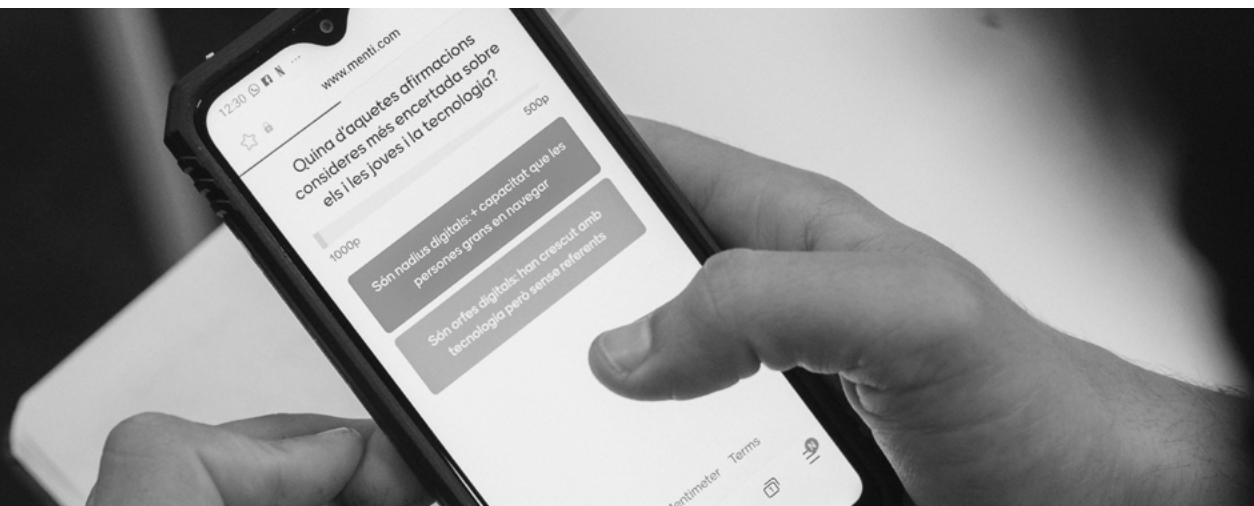 12:30
www.menti.com
Quina d'aquetes afirmacions
consideres més encertada sobre
els i les joves i la tecnologia?
1000p
500p
Són nadius digitals: + capacitat que les
persones grans en navegar
Són orfes digitals: han crescut amb
tecnologia però sense referents
entimeter Terms